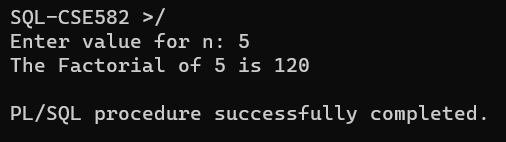 SQL-CSE582 >/
Enter value for n: 5
The Factorial of 5 is 120
PL/SQL procedure successfully completed.